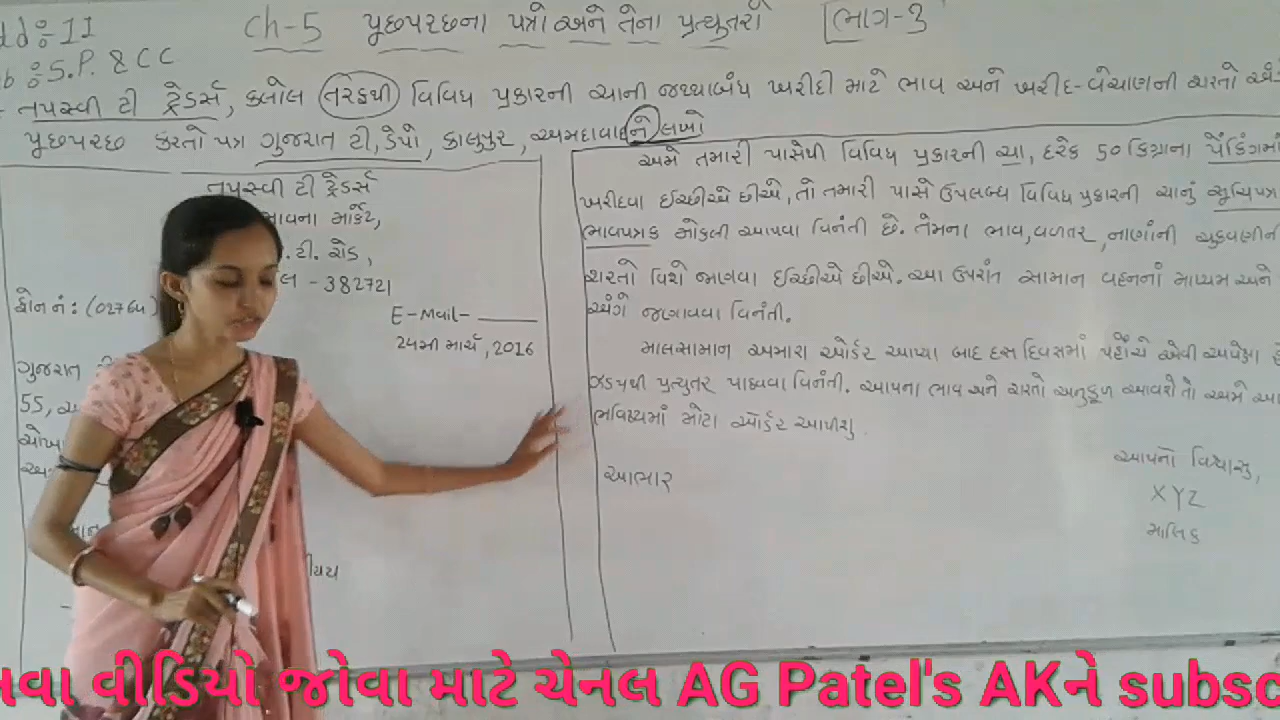 Ch-5 પૂછપરછના પત્રો અને તેના પ્રત્યુતરો ભાગ-3
11
S.P. & CC
તપસ્વી ટી ટ્રેડર્સ, કલોલ તરફથી વિવિધ પ્રકારની ચાની જથ્થાબંધ ખરીદી માટે ભાવ અને ખરીદ-વેચાણની શરતો
પૂછપરછ કરતો પત્ર ગુજરાત ટી, ડેપો, કાલુપુર, અમદાવાદને લખો
તપસ્વી ટી ટ્રેડર્સ
માર્કેટ,
ટી. રોડ,
- 382721
ફોન નં: (02764)
E-mail-
24મી માર્ચ, 2016
ગુજરાત
55,
અમે તમારી પાસેથી વિવિધ પ્રકારની ચા, દરેક 50 કિગ્રાના પેકિંગમાં
ખરીદવા ઈચ્છીએ છીએ, તો તમારી પાસે ઉપલબ્ધ વિવિધ પ્રકારની ચાનું સૂચિપત્ર
ભાવપત્રક મોકલી આપવા વિનંતી છે. તેમના ભાવ, વળતર, નાણાંની ચુકવણીની
શરતો વિશે જાણવા ઈચ્છીએ છીએ. આ ઉપરાંત સામાન વહનનાં માધ્યમ અને
અંગે જણાવવા વિનંતી.
માલસામાન અમારા ઓર્ડર આપ્યા બાદ દસ દિવસમાં પહોંચે એવી અપેક્ષા
ઝડપથી પ્રત્યુતર પાઠવવા વિનંતી. આપના ભાવ અને શરતો અનુકૂળ આવશે તો અમે
ભવિષ્યમાં મોટા ઓર્ડર આપીશુ.
આભાર
આપનો વિશ્વાસુ,
XYZ
માલિક
વીડિયો જોવા માટે ચેનલ AG Patel's AKને